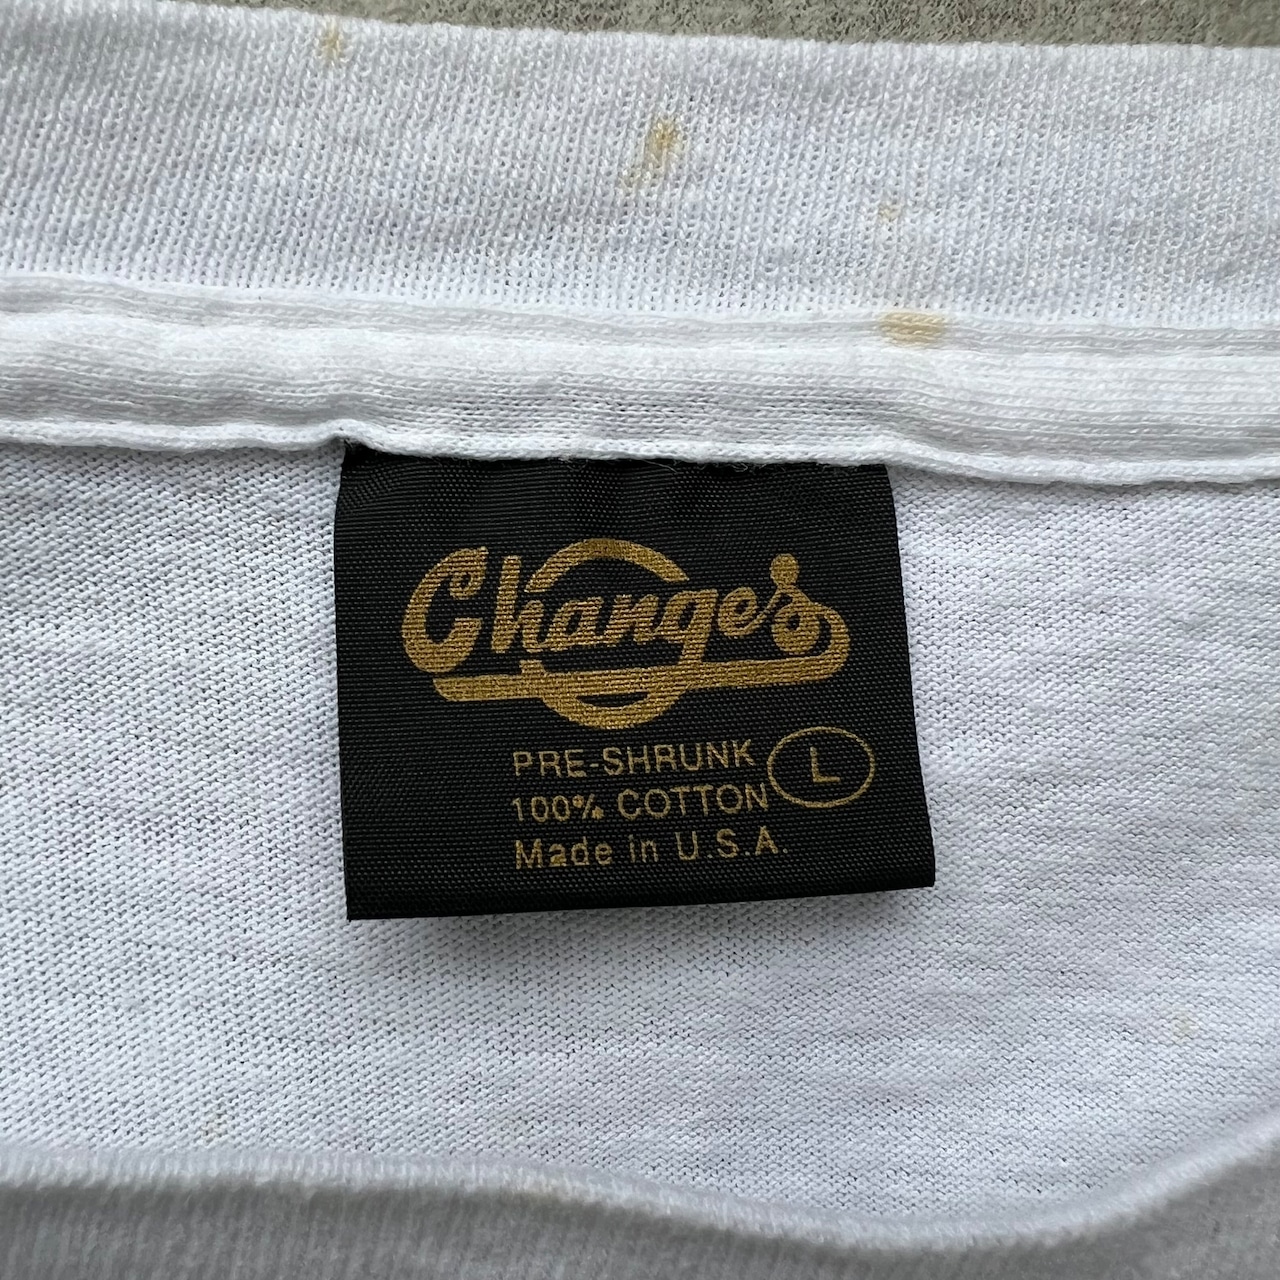 Changes
PRE-SHRUNK
L
100% COTTON
Made in U.S.A.